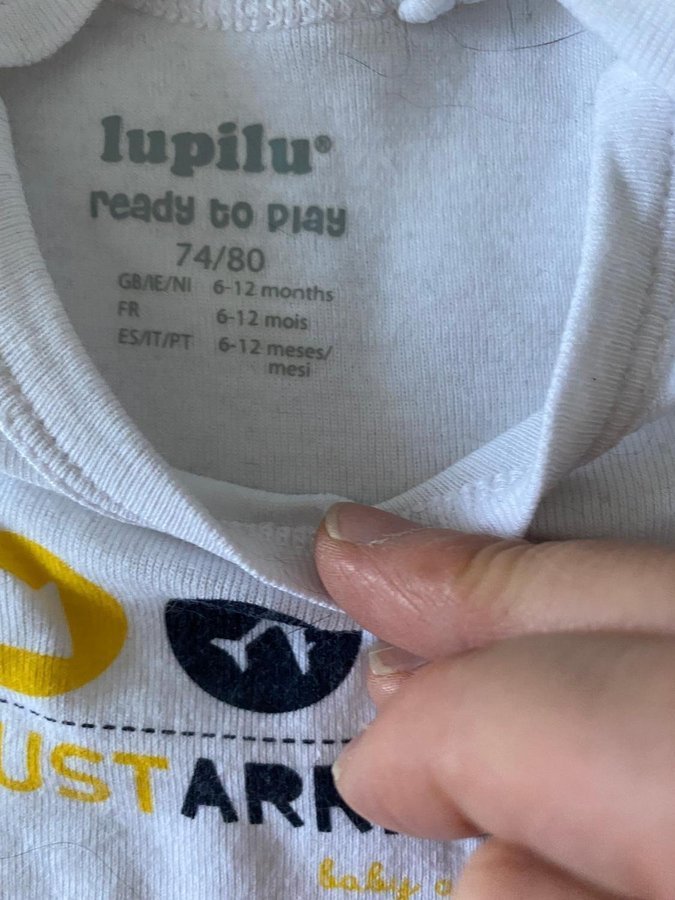 lupilu®
ready to play
74/80
GB/IE/NI 6-12 months
FR 6-12 mois
ES/IT/PT 6-12 meses/
mesi
UST ARR
baby